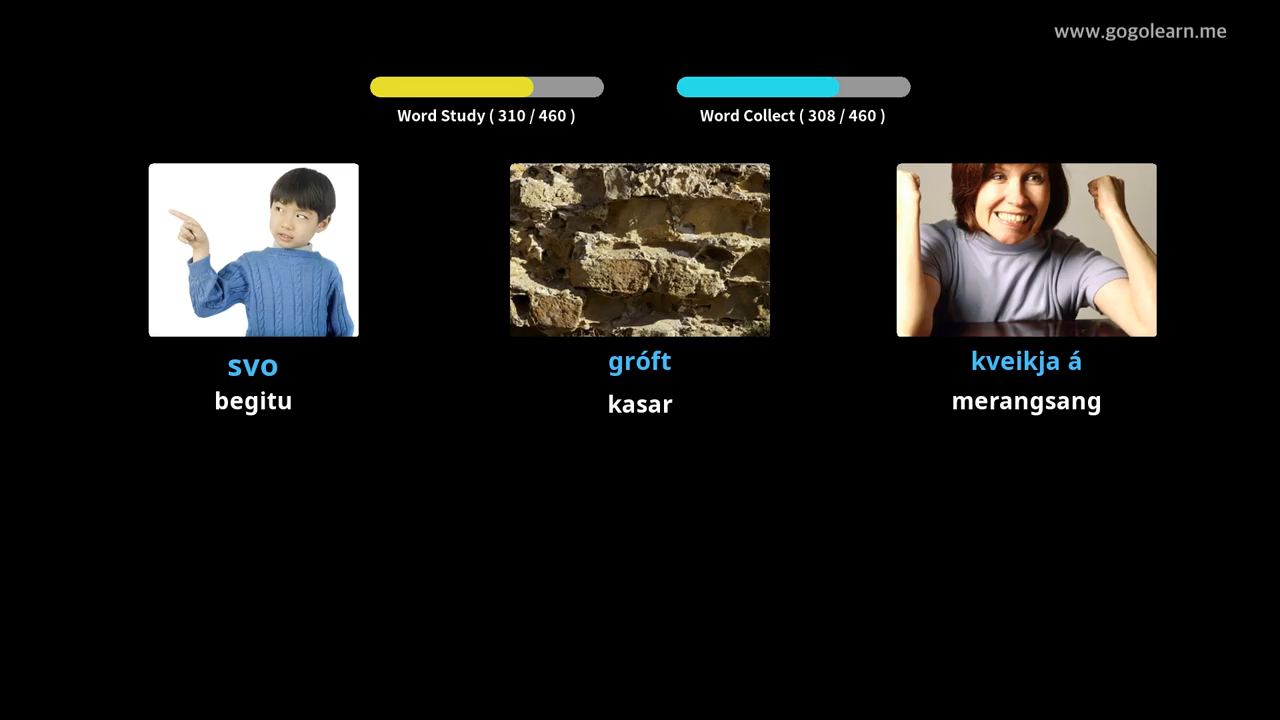 www.gogolearn.me
Word Study ( 310 / 460 )
Word Collect ( 308 / 460 )
svo
begitu
gróft
kasar
kveikja á
merangsang